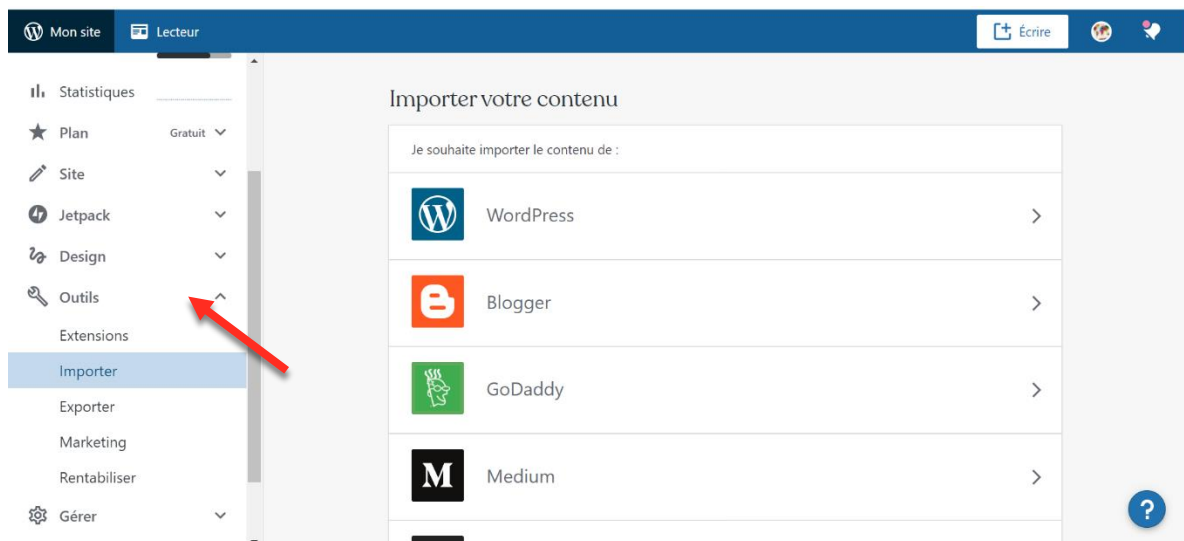 Mon site
Lecteur
Écrire
Statistiques
Plan Gratuit
Site
Jetpack
Design
Outils
Extensions
Importer
Exporter
Marketing
Rentabiliser
Gérer
Importer votre contenu
Je souhaite importer le contenu de :
WordPress
Blogger
GoDaddy
Medium
?